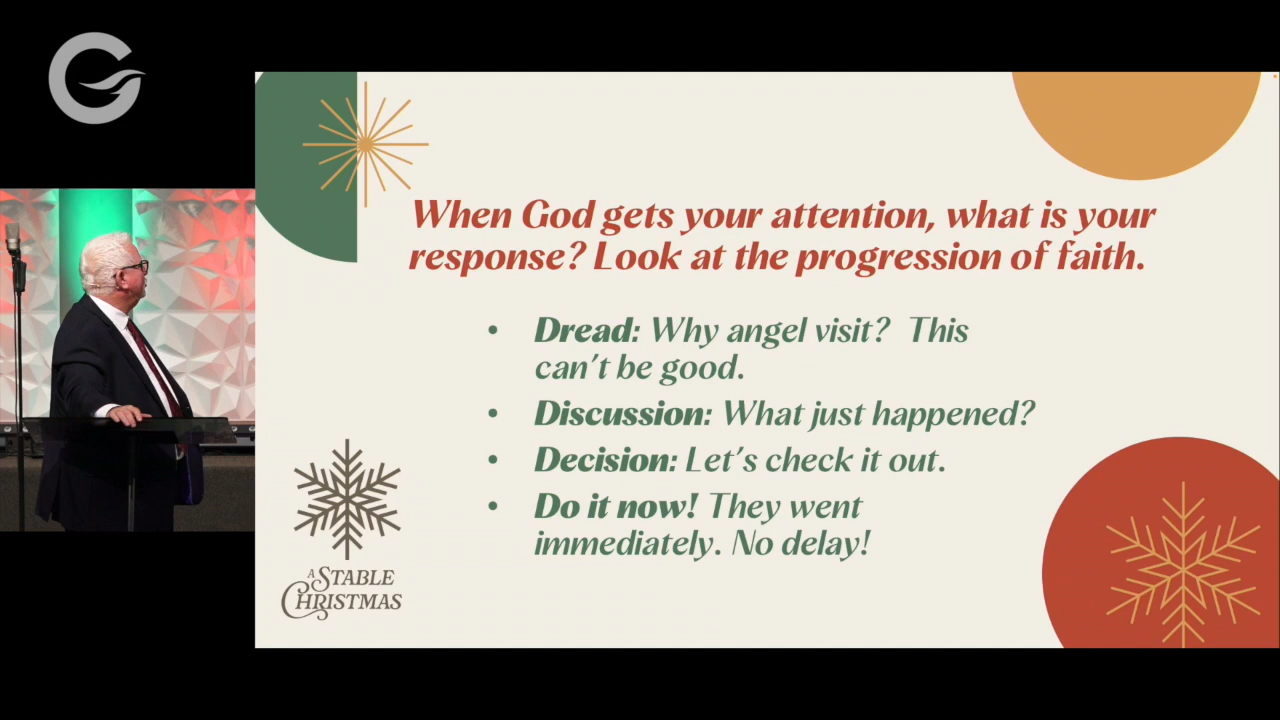 When God gets your attention, what is your
response? Look at the progression of faith.
• Dread: Why angel visit?  This
can't be good.
• Discussion: What just happened?
• Decision: Let's check it out.
• Do it now! They went
immediately. No delay!
A STABLE
CHRISTMAS